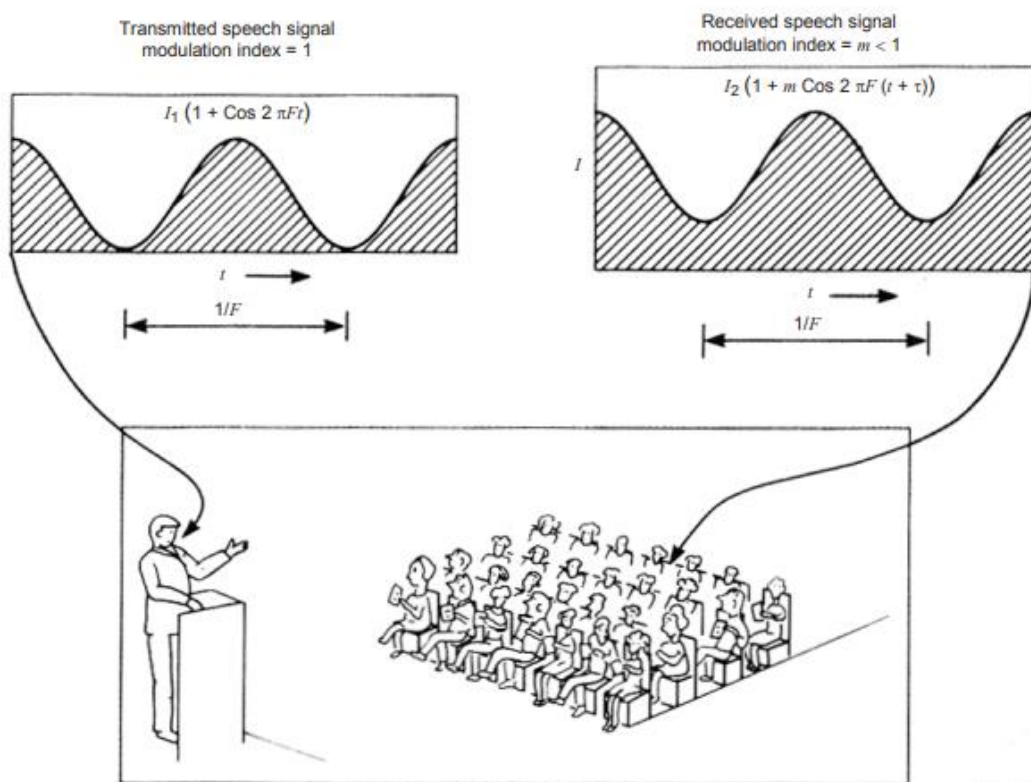 Transmitted speech signal
modulation index = 1
I₁ (1 + Cos 2 πFt)
t
1/F
Received speech signal
modulation index = m < 1
I₂ (1 + m Cos 2 πF (t + τ))
I
t
1/F